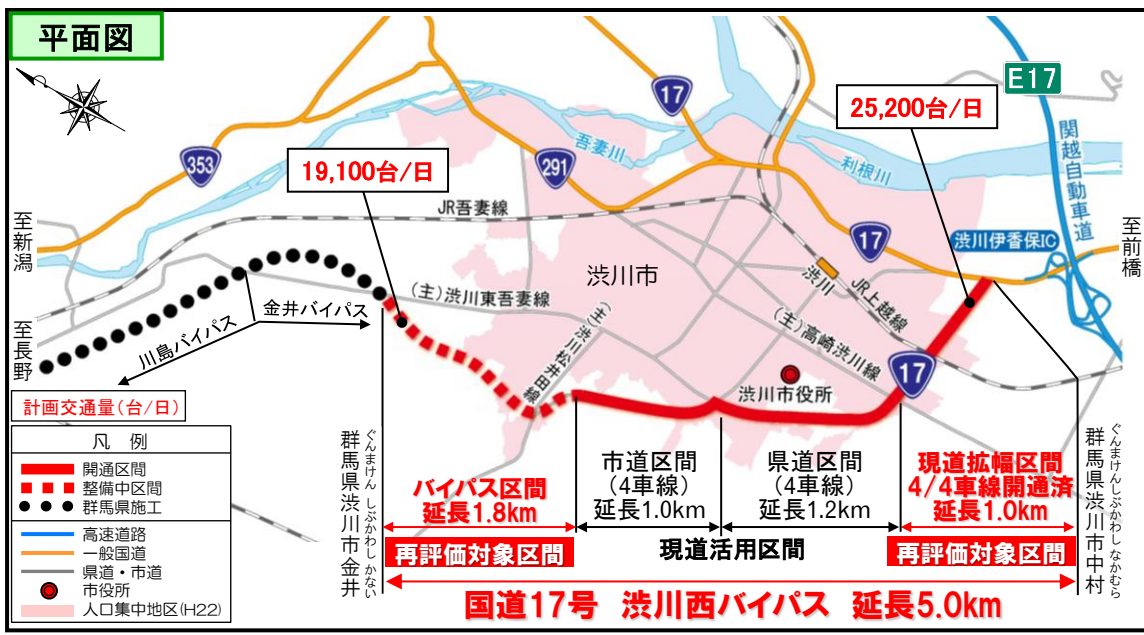 平面図
E17
17
25,200台/日
353
291
吾妻川
利根川
関越自動車道
19,100台/日
JR吾妻線
至新潟
至前橋
17
渋川伊香保IC
渋川市
渋川
JR上越線
(主)渋川東吾妻線
(主)渋川松井田線
(主)高崎渋川線
金井バイパス
川島バイパス
至長野
17
渋川市役所
計画交通量(台/日)
凡 例
開通区間
整備中区間
群馬県施工
高速道路
一般国道
県道・市道
市役所
人口集中地区(H22)
群馬県渋川市金井
ぐんまけん しぶかわし かない
バイパス区間
延長1.8km
再評価対象区間
市道区間
(4車線)
延長1.0km
県道区間
(4車線)
延長1.2km
現道活用区間
現道拡幅区間
4/4車線開通済
延長1.0km
再評価対象区間
群馬県渋川市中村
ぐんまけんしぶかわし なかむら
国道17号 渋川西バイパス 延長5.0km